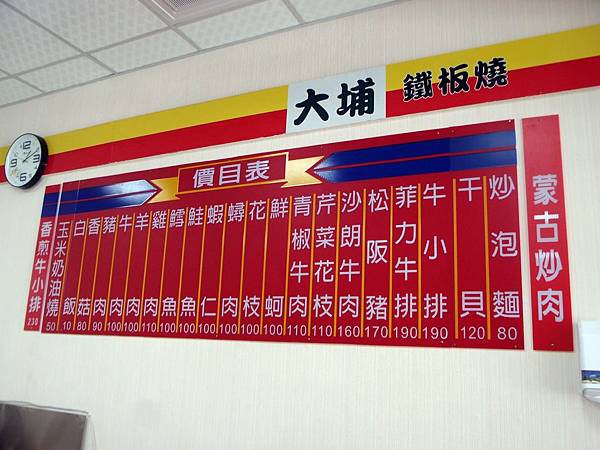 大埔 鐵板燒
價目表
香煎牛小排 230
玉米奶油燒 50
白飯 10
香菇 80
豬肉 90
牛肉 100
羊肉 100
雞肉 110
鱈魚 100
鮭魚 100
蝦仁 100
蟳肉 100
花枝 100
鮮蚵 100
青椒牛肉 110
芹菜花枝 110
沙朗牛肉 160
松阪豬 170
菲力牛排 190
牛小排 190
干貝 120
炒泡麵 80
蒙古炒肉